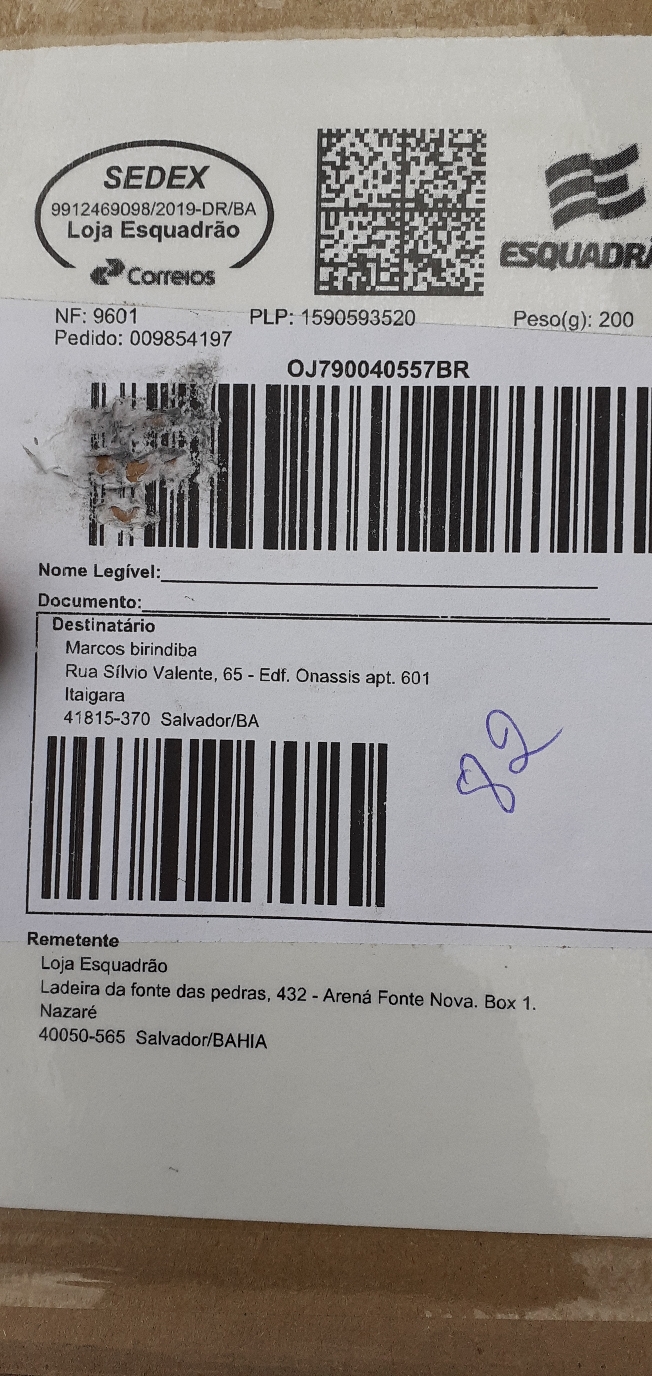 SEDEX
9912469098/2019-DR/BA
Loja Esquadrão
Correios
ESQUADRÃ
NF: 9601 PLP: 1590593520 Peso(g): 200
Pedido: 009854197
OJ790040557BR
Nome Legível:
Documento:
Destinatário
Marcos birindiba
Rua Sílvio Valente, 65 - Edf. Onassis apt. 601
Itaigara
41815-370 Salvador/BA
82
Remetente
Loja Esquadrão
Ladeira da fonte das pedras, 432 - Arená Fonte Nova. Box 1.
Nazaré
40050-565 Salvador/BAHIA